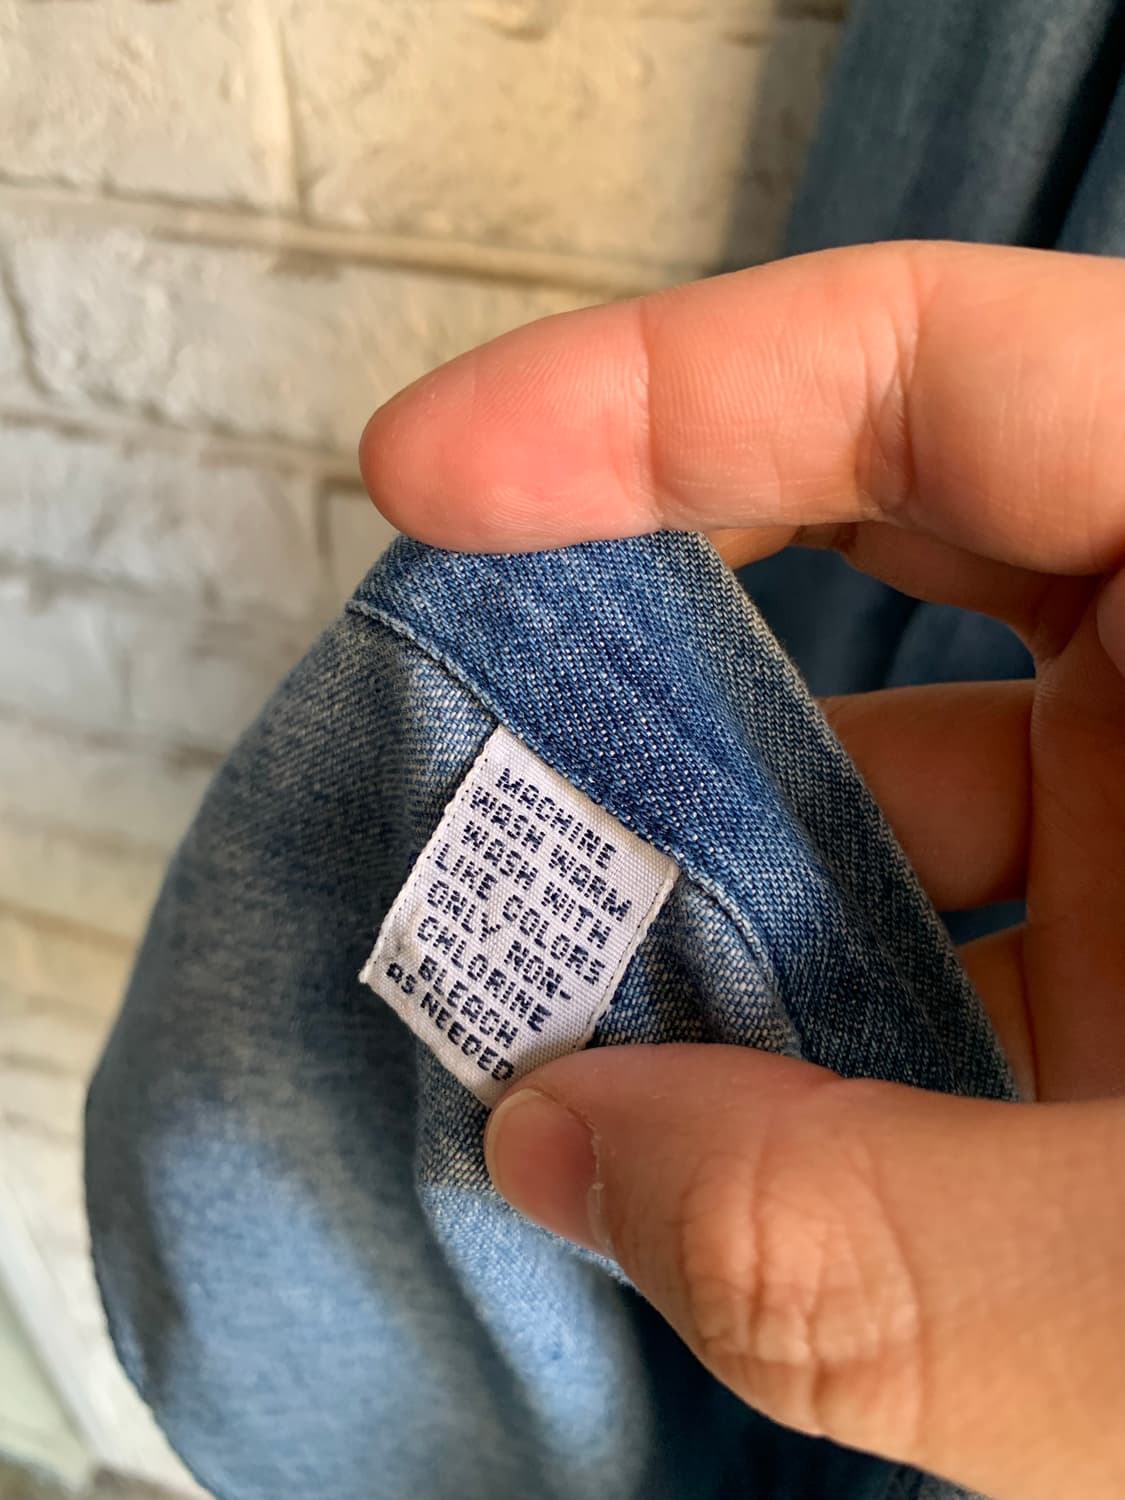 MACHINE
WASH WARM
WASH WITH
LIKE COLORS
ONLY NON-
CHLORINE
BLEACH
AS NEEDED